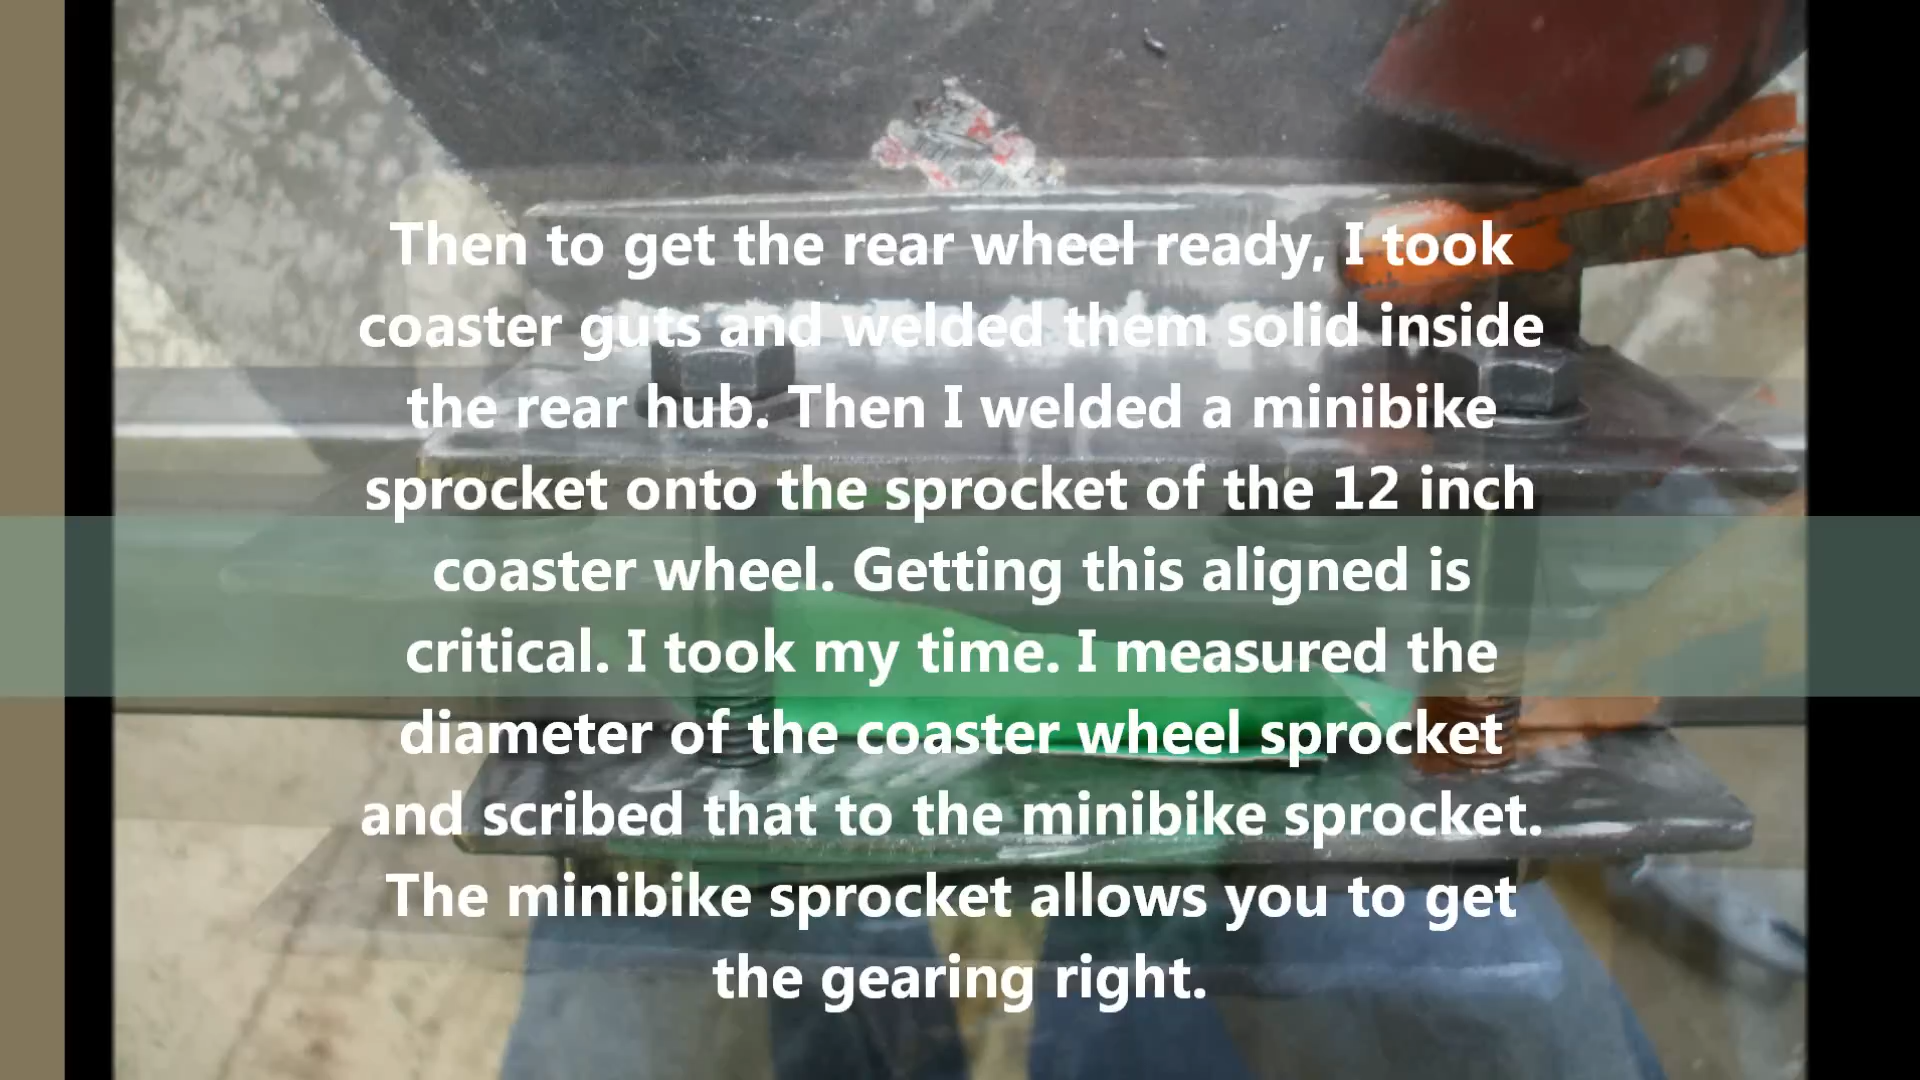 Then to get the rear wheel ready, I took
coaster guts and welded them solid inside
the rear hub. Then I welded a minibike
sprocket onto the sprocket of the 12 inch
coaster wheel. Getting this aligned is
critical. I took my time. I measured the
diameter of the coaster wheel sprocket
and scribed that to the minibike sprocket.
The minibike sprocket allows you to get
the gearing right.